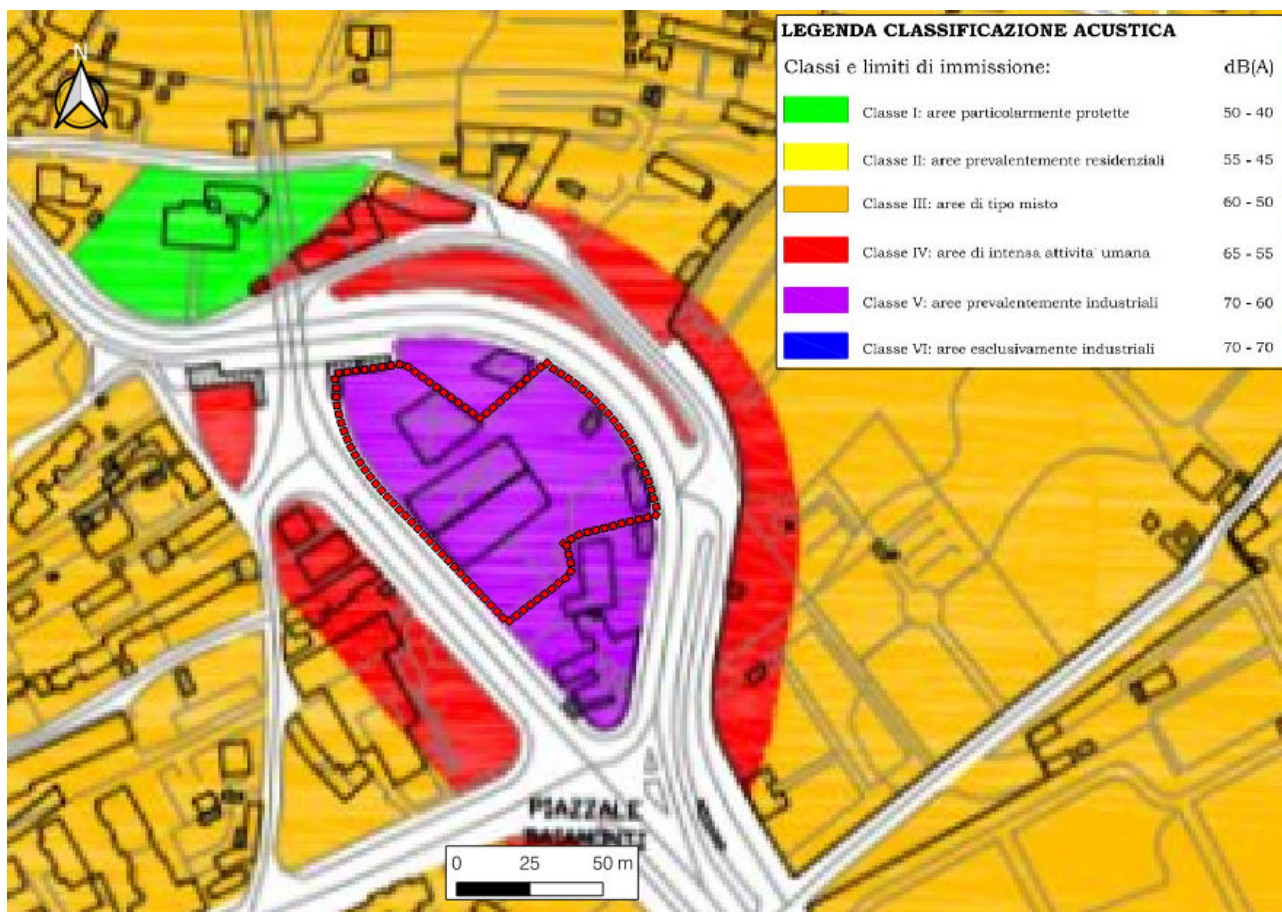 N
LEGENDA CLASSIFICAZIONE ACUSTICA
Classi e limiti di immissione: dB(A)
Classe I: aree particolarmente protette 50 - 40
Classe II: aree prevalentemente residenziali 55 - 45
Classe III: aree di tipo misto 60 - 50
Classe IV: aree di intensa attivita' umana 65 - 55
Classe V: aree prevalentemente industriali 70 - 60
Classe VI: aree esclusivamente industriali 70 - 70
PIAZZALE
BAIAMONTI
0 25 50 m